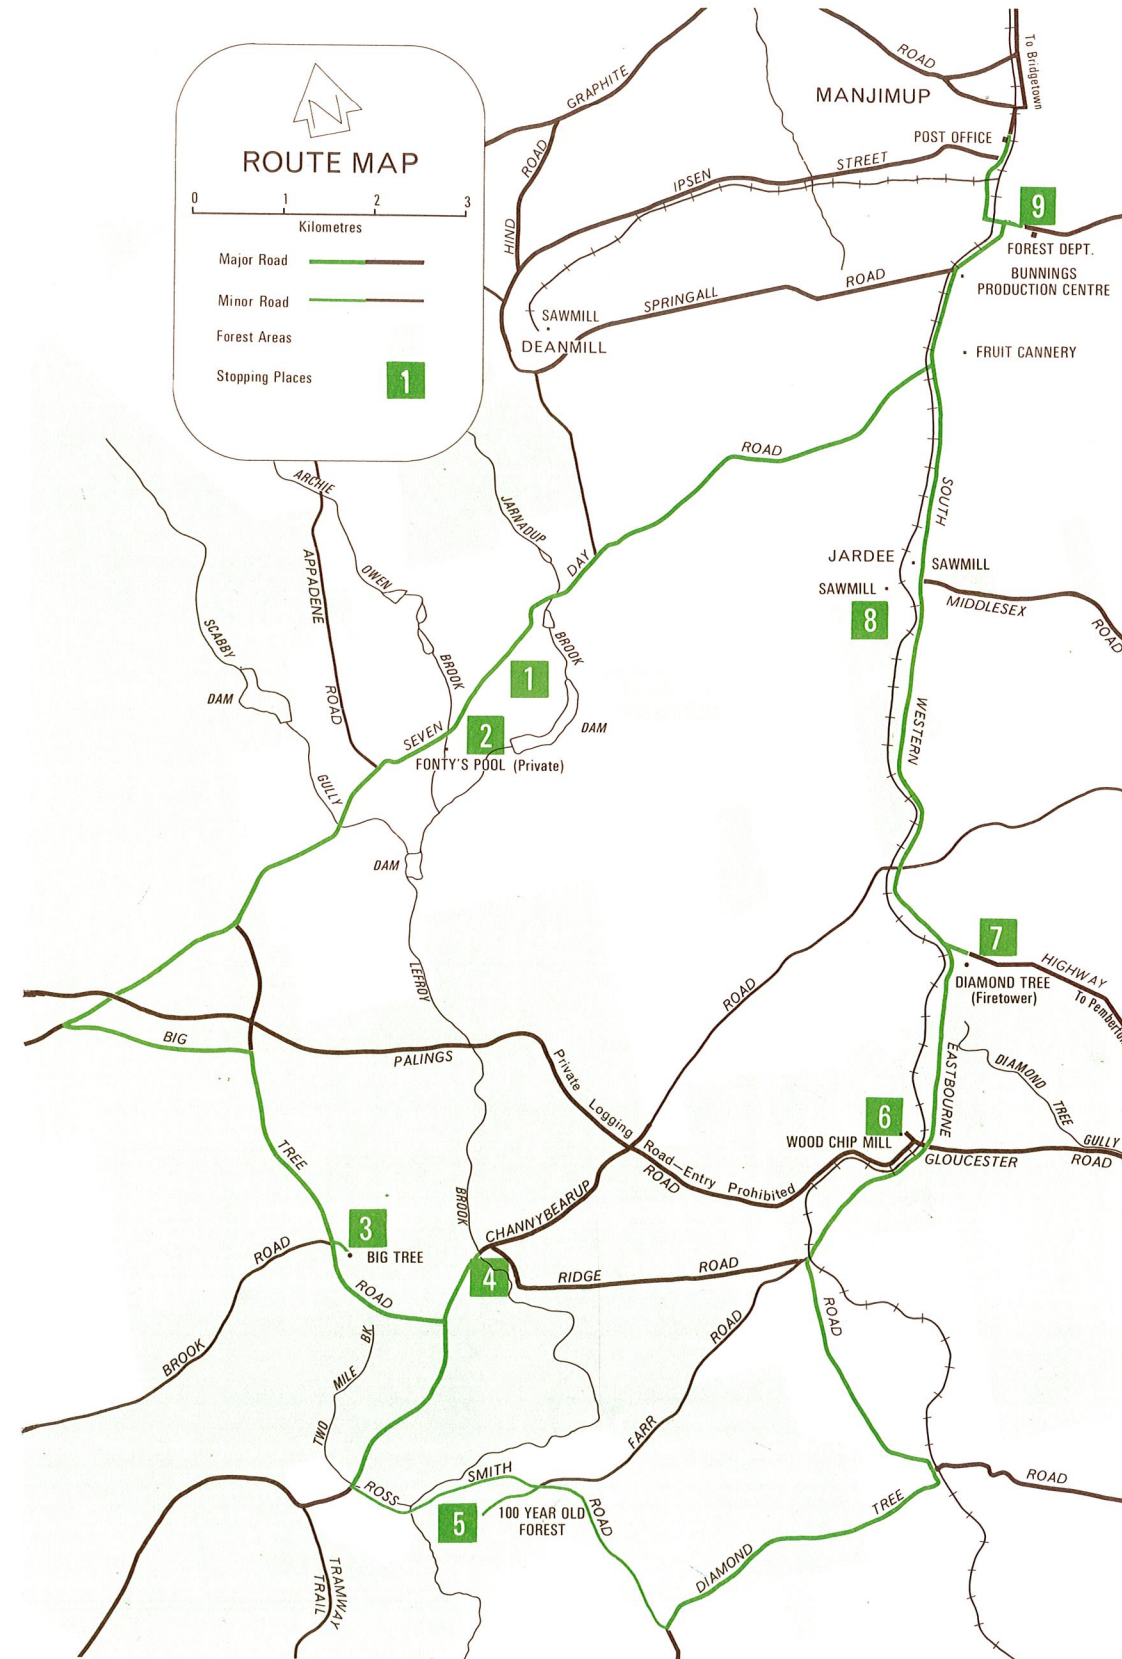 ROUTE MAP
N
0 1 2 3
Kilometres
Major Road
Minor Road
Forest Areas
Stopping Places
1
GRAPHITE
ROAD
HIND
ROAD
To Bridgetown
MANJIMUP
POST OFFICE
IPSEN
STREET
9
FOREST DEPT.
BUNNINGS
PRODUCTION CENTRE
SPRINGALL
ROAD
SAWMILL
DEANMILL
FRUIT CANNERY
ROAD
ARCHIE
APPADENE
ROAD
OWEN
BROOK
JARNADUP
BROOK
DAY
SEVEN
SOUTH
JARDEE
SAWMILL
SAWMILL
8
MIDDLESEX
ROAD
SCABBY
DAM
GULLY
1
2
DAM
FONTY'S POOL (Private)
WESTERN
DAM
LEFROY
7
HIGHWAY
To Pemberton
DIAMOND TREE
(Firetower)
ROAD
BIG
PALINGS
Private Logging Road—Entry Prohibited
ROAD
EASTBOURNE
DIAMOND
TREE
GULLY
6
WOOD CHIP MILL
GLOUCESTER
ROAD
TREE
BROOK
CHANNYBEARUP
3
BIG TREE
ROAD
BROOK
ROAD
4
RIDGE
ROAD
ROAD
ROAD
FARR
TWO
MILE
BK
ROSS
SMITH
ROAD
5
100 YEAR OLD
FOREST
DIAMOND
TREE
ROAD
TRAMWAY
TRAIL